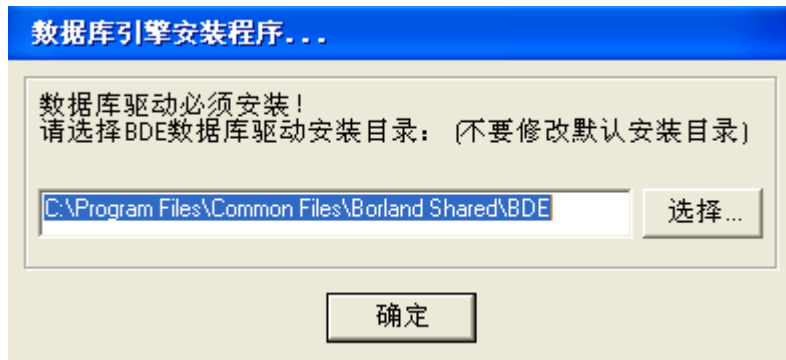 数据库引擎安装程序...
数据库驱动必须安装!
请选择BDE数据库驱动安装目录: (不要修改默认安装目录)
C:\Program Files\Common Files\Borland Shared\BDE
选择...
确定